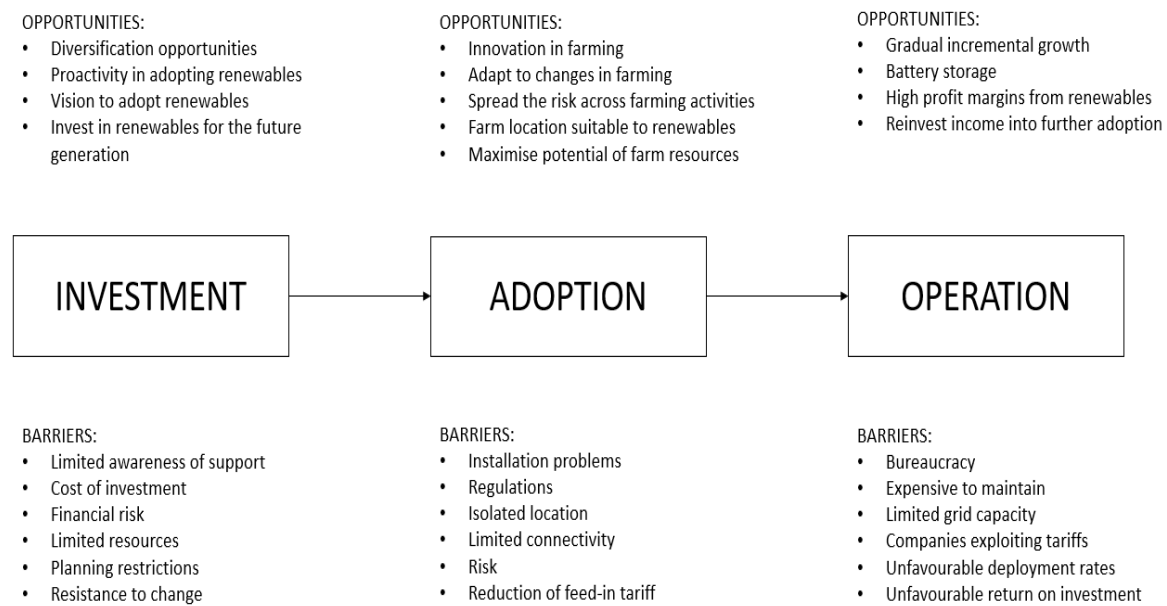 OPPORTUNITIES:
• Diversification opportunities
• Proactivity in adopting renewables
• Vision to adopt renewables
• Invest in renewables for the future
generation
OPPORTUNITIES:
• Innovation in farming
• Adapt to changes in farming
• Spread the risk across farming activities
• Farm location suitable to renewables
• Maximise potential of farm resources
OPPORTUNITIES:
• Gradual incremental growth
• Battery storage
• High profit margins from renewables
• Reinvest income into further adoption
INVESTMENT
ADOPTION
OPERATION
BARRIERS:
• Limited awareness of support
• Cost of investment
• Financial risk
• Limited resources
• Planning restrictions
• Resistance to change
BARRIERS:
• Installation problems
• Regulations
• Isolated location
• Limited connectivity
• Risk
• Reduction of feed-in tariff
BARRIERS:
• Bureaucracy
• Expensive to maintain
• Limited grid capacity
• Companies exploiting tariffs
• Unfavourable deployment rates
• Unfavourable return on investment